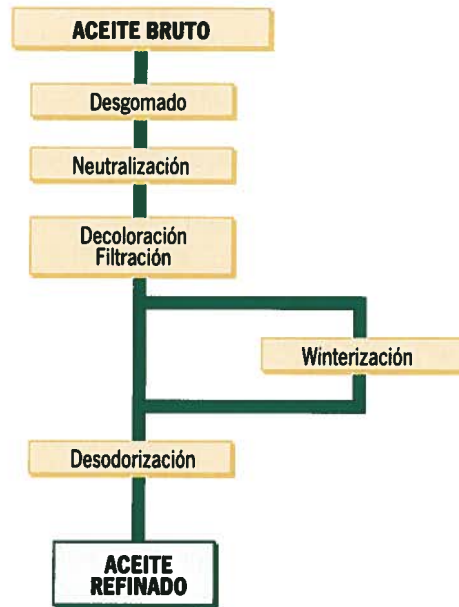 ACEITE BRUTO
Desgomado
Neutralización
Decoloración
Filtración
Winterización
Desodorización
ACEITE
REFINADO